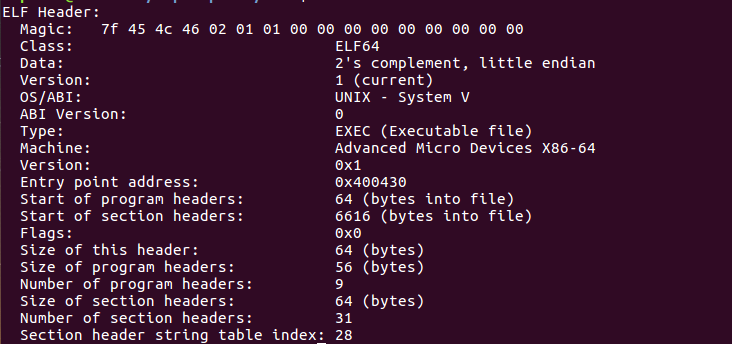 ELF Header:
  Magic:   7f 45 4c 46 02 01 01 00 00 00 00 00 00 00 00 00
  Class:                             ELF64
  Data:                              2's complement, little endian
  Version:                           1 (current)
  OS/ABI:                            UNIX - System V
  ABI Version:                       0
  Type:                              EXEC (Executable file)
  Machine:                           Advanced Micro Devices X86-64
  Version:                           0x1
  Entry point address:               0x400430
  Start of program headers:          64 (bytes into file)
  Start of section headers:          6616 (bytes into file)
  Flags:                             0x0
  Size of this header:               64 (bytes)
  Size of program headers:           56 (bytes)
  Number of program headers:         9
  Size of section headers:           64 (bytes)
  Number of section headers:         31
  Section header string table index: 28